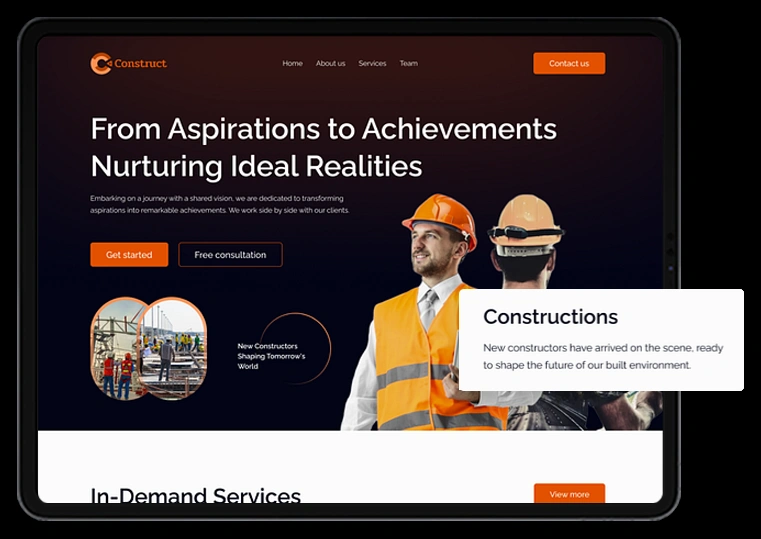 Construct
Home
About us
Services
Team
Contact us
From Aspirations to Achievements
Nurturing Ideal Realities
Embarking on a journey with a shared vision, we are dedicated to transforming
aspirations into remarkable achievements. We work side by side with our clients.
Get started
Free consultation
New Constructors
Shaping Tomorrow's
World
Constructions
New constructors have arrived on the scene, ready
to shape the future of our built environment.
In-Demand Services
View more